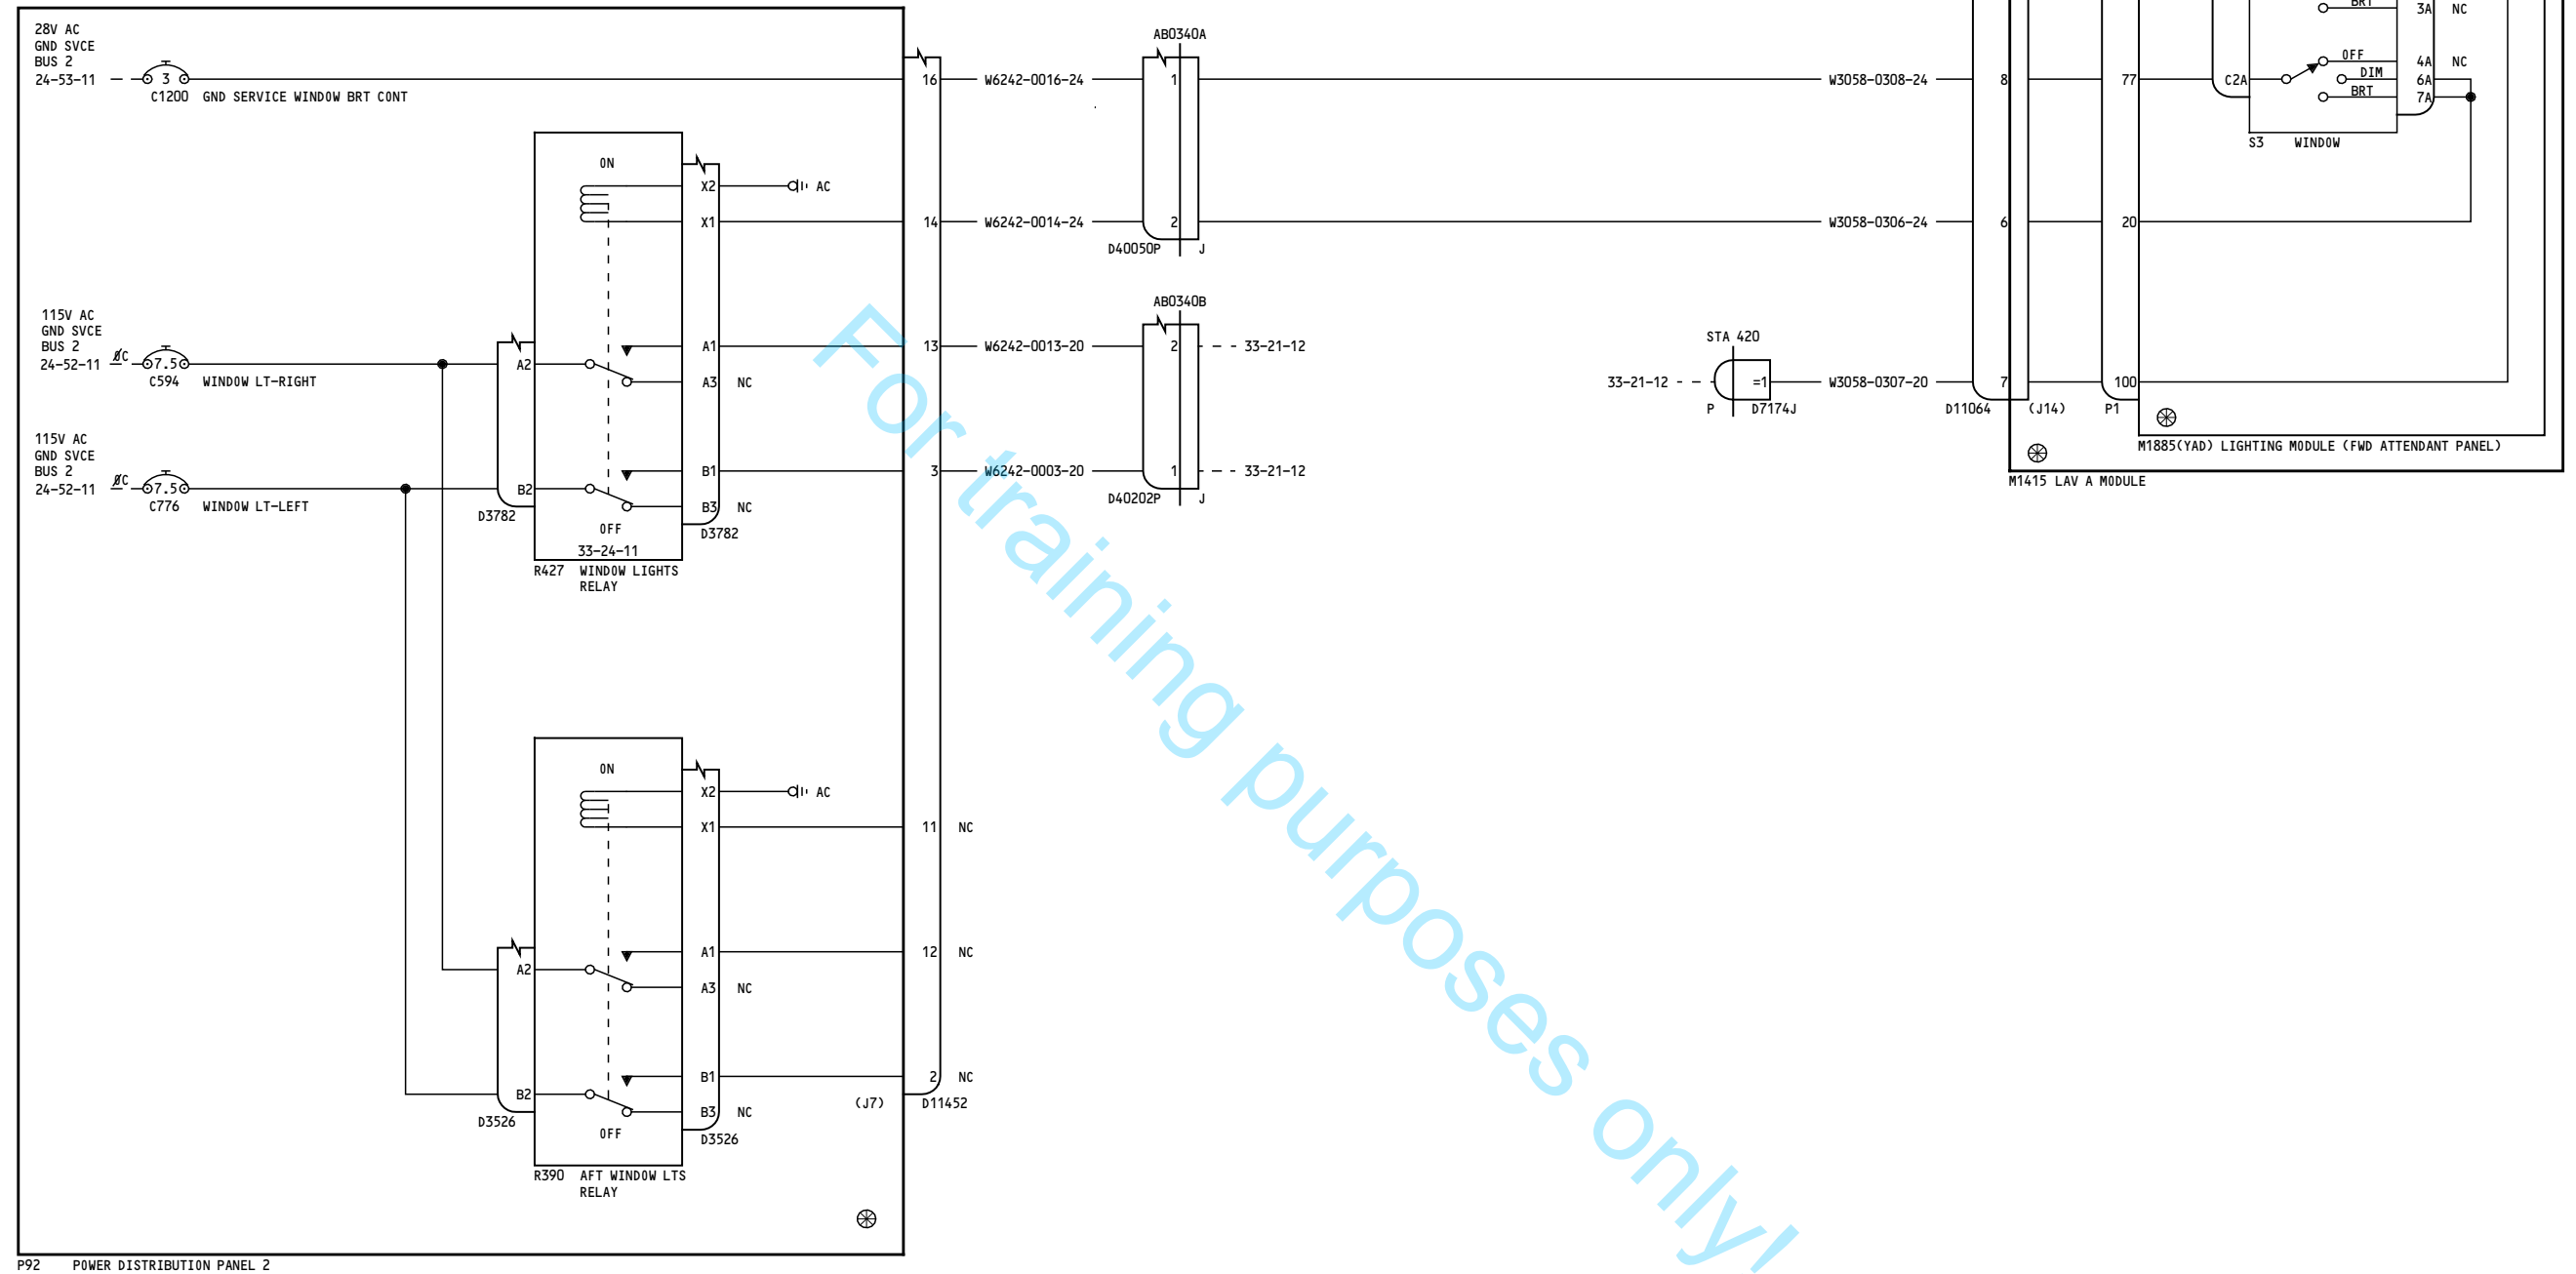 28V AC
GND SVCE
BUS 2
24-53-11
3
C1200 GND SERVICE WINDOW BRT CONT
16
W6242-0016-24
AB0340A
1
W3058-0308-24
8
77
C2A
BRT
3A NC
OFF
4A NC
DIM
6A
BRT
7A
S3 WINDOW
ON
X2
AC
X1
14
W6242-0014-24
2
D40050P J
W3058-0306-24
6
20
115V AC
GND SVCE
BUS 2
24-52-11
ØC
7.5
C594 WINDOW LT-RIGHT
A2
A1
13
W6242-0013-20
AB0340B
2
33-21-12
A3 NC
STA 420
33-21-12
=1
W3058-0307-20
7
100
P D7174J
D11064 (J14) P1
M1885(YAD) LIGHTING MODULE (FWD ATTENDANT PANEL)
M1415 LAV A MODULE
115V AC
GND SVCE
BUS 2
24-52-11
ØC
7.5
C776 WINDOW LT-LEFT
B2
D3782
B1
3
W6242-0003-20
1
33-21-12
D40202P J
B3 NC
D3782
OFF
33-24-11
R427 WINDOW LIGHTS
RELAY
ON
X2
AC
X1
11 NC
A2
A1
12 NC
A3 NC
B2
D3526
B1
2 NC
(J7) D11452
B3 NC
D3526
OFF
R390 AFT WINDOW LTS
RELAY
P92 POWER DISTRIBUTION PANEL 2
For training purposes only!